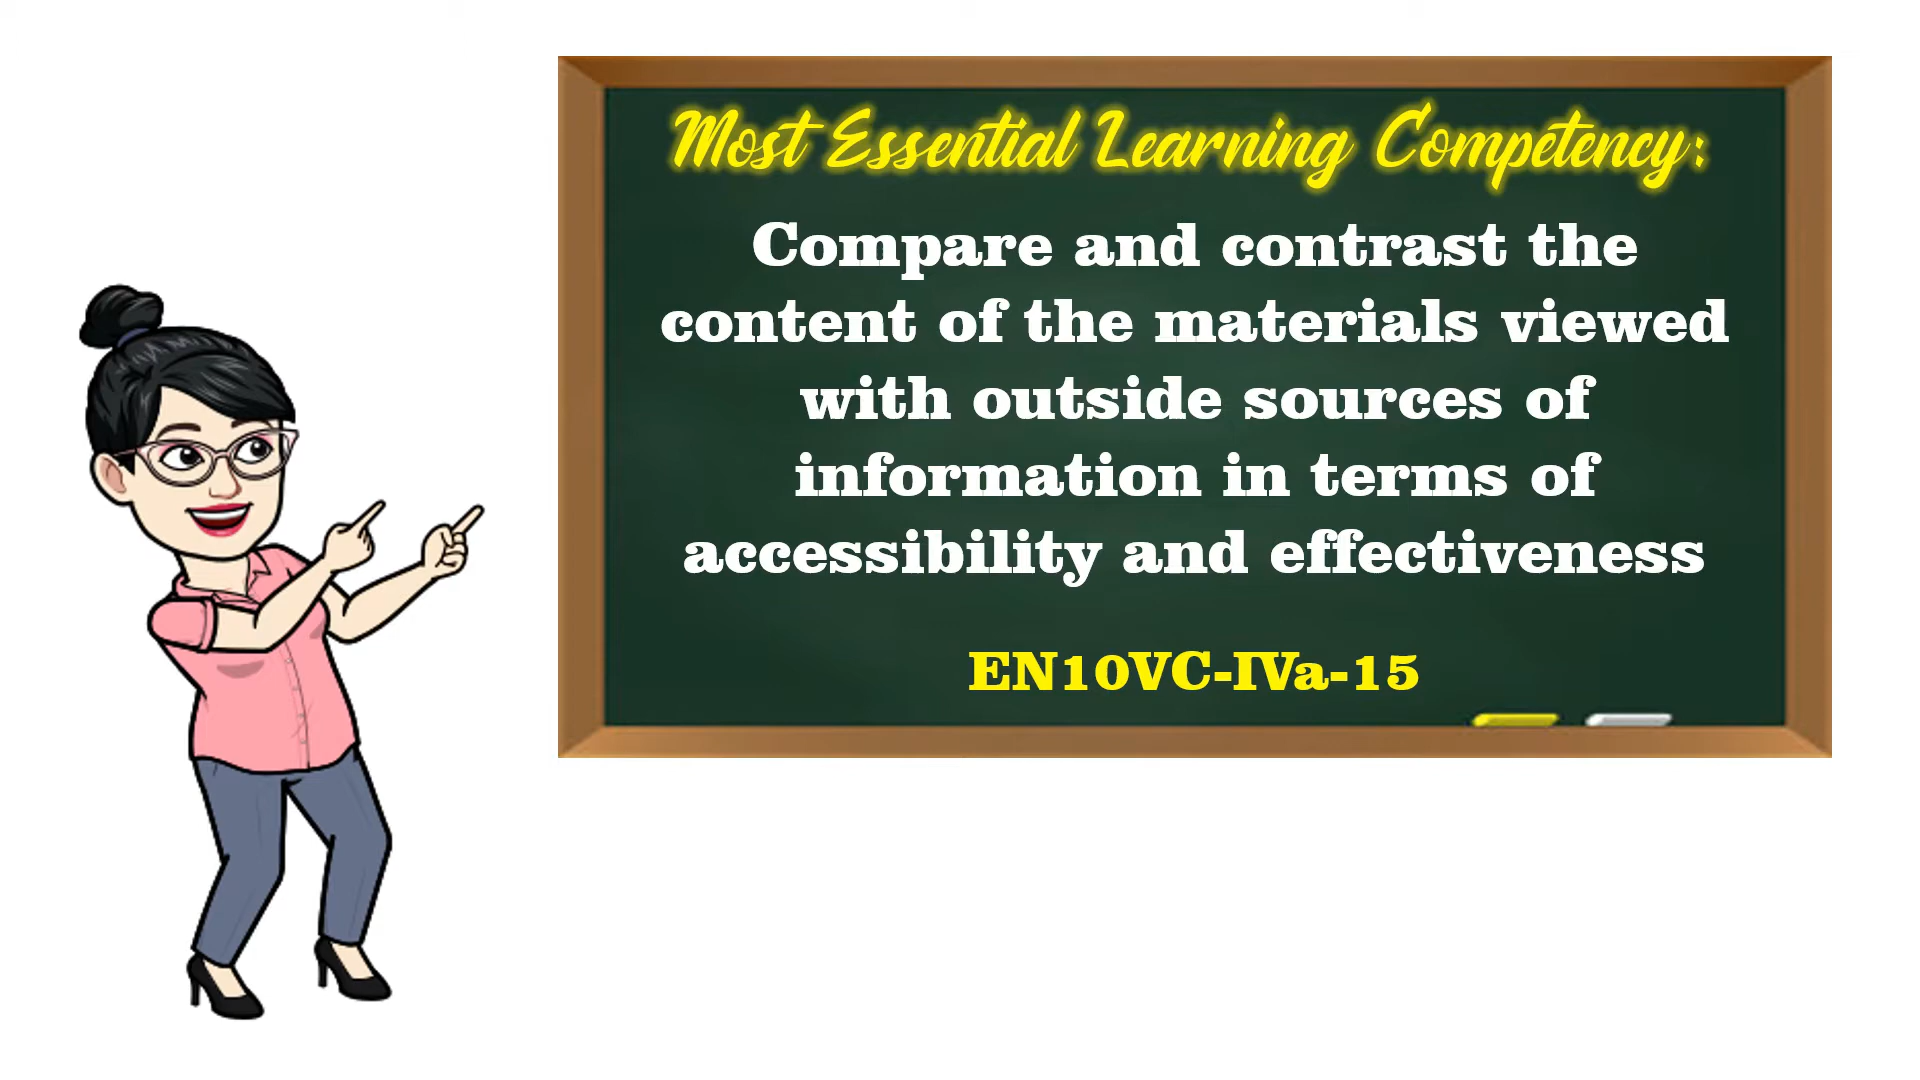 Most Essential Learning Competency:
Compare and contrast the
content of the materials viewed
with outside sources of
information in terms of
accessibility and effectiveness
EN10VC-IVa-15